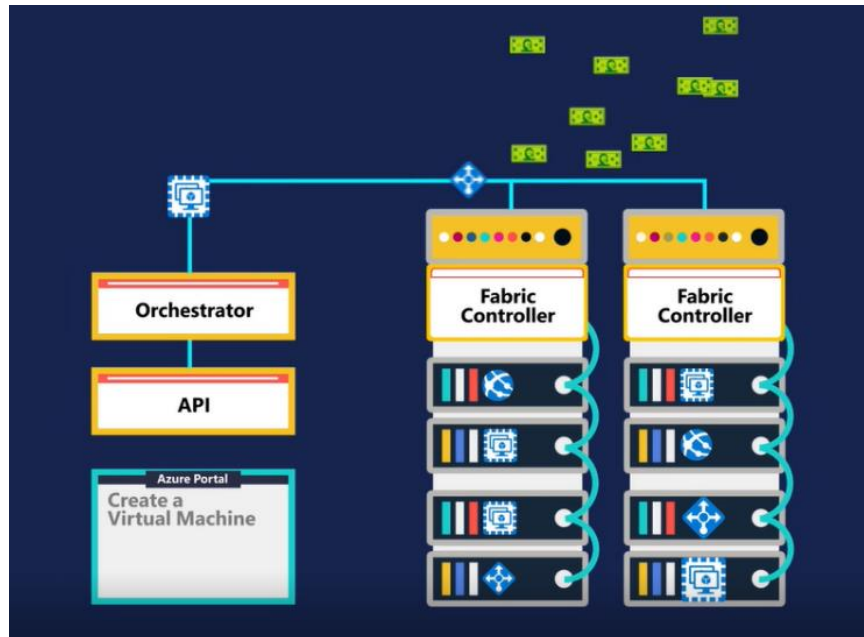 Orchestrator
API
Azure Portal
Create a
Virtual Machine
Fabric
Controller
Fabric
Controller